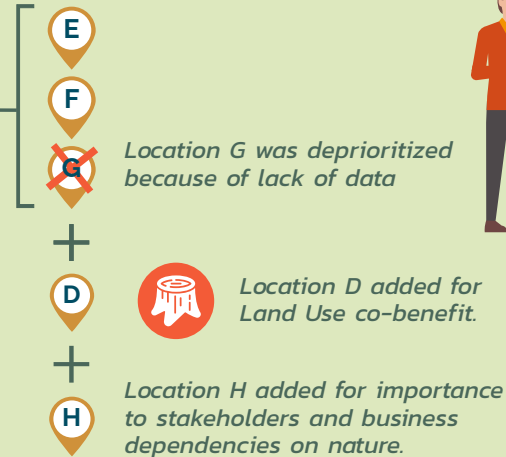 E
F
G
Location G was deprioritized
because of lack of data
+
D
Location D added for
Land Use co-benefit.
+
H
Location H added for importance
to stakeholders and business
dependencies on nature.